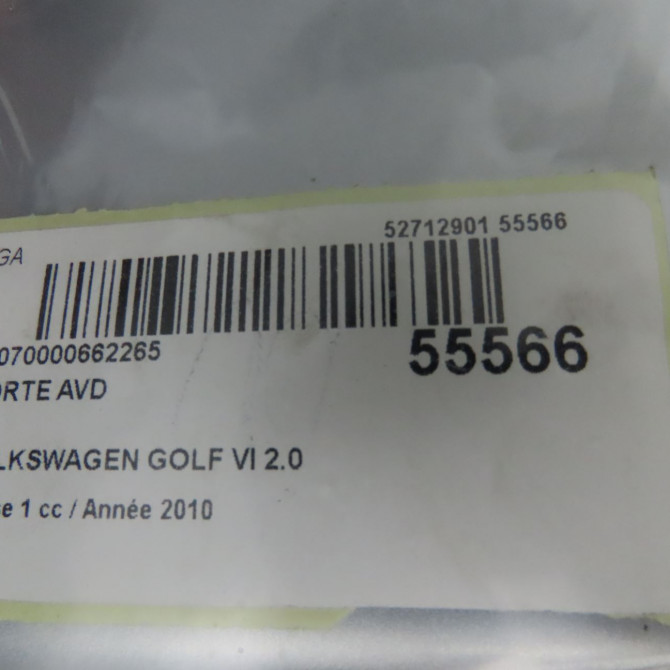 52712901 55566
GA
070000662265
55566
ORTE AVD
LKSWAGEN GOLF VI 2.0
e 1 cc / Année 2010